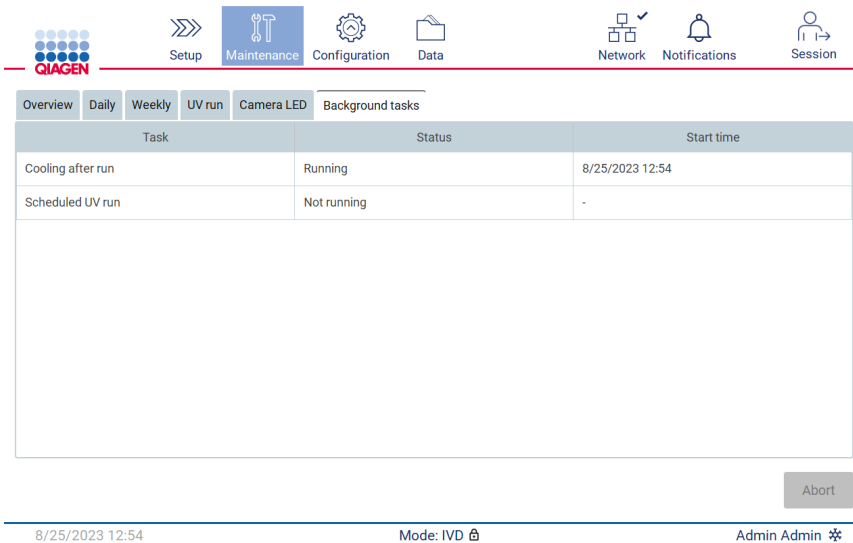 QIAGEN
Setup Maintenance Configuration Data Network Notifications Session
Overview Daily Weekly UV run Camera LED Background tasks
Task Status Start time
Cooling after run Running 8/25/2023 12:54
Scheduled UV run Not running -
Abort
8/25/2023 12:54 Mode: IVD Admin Admin